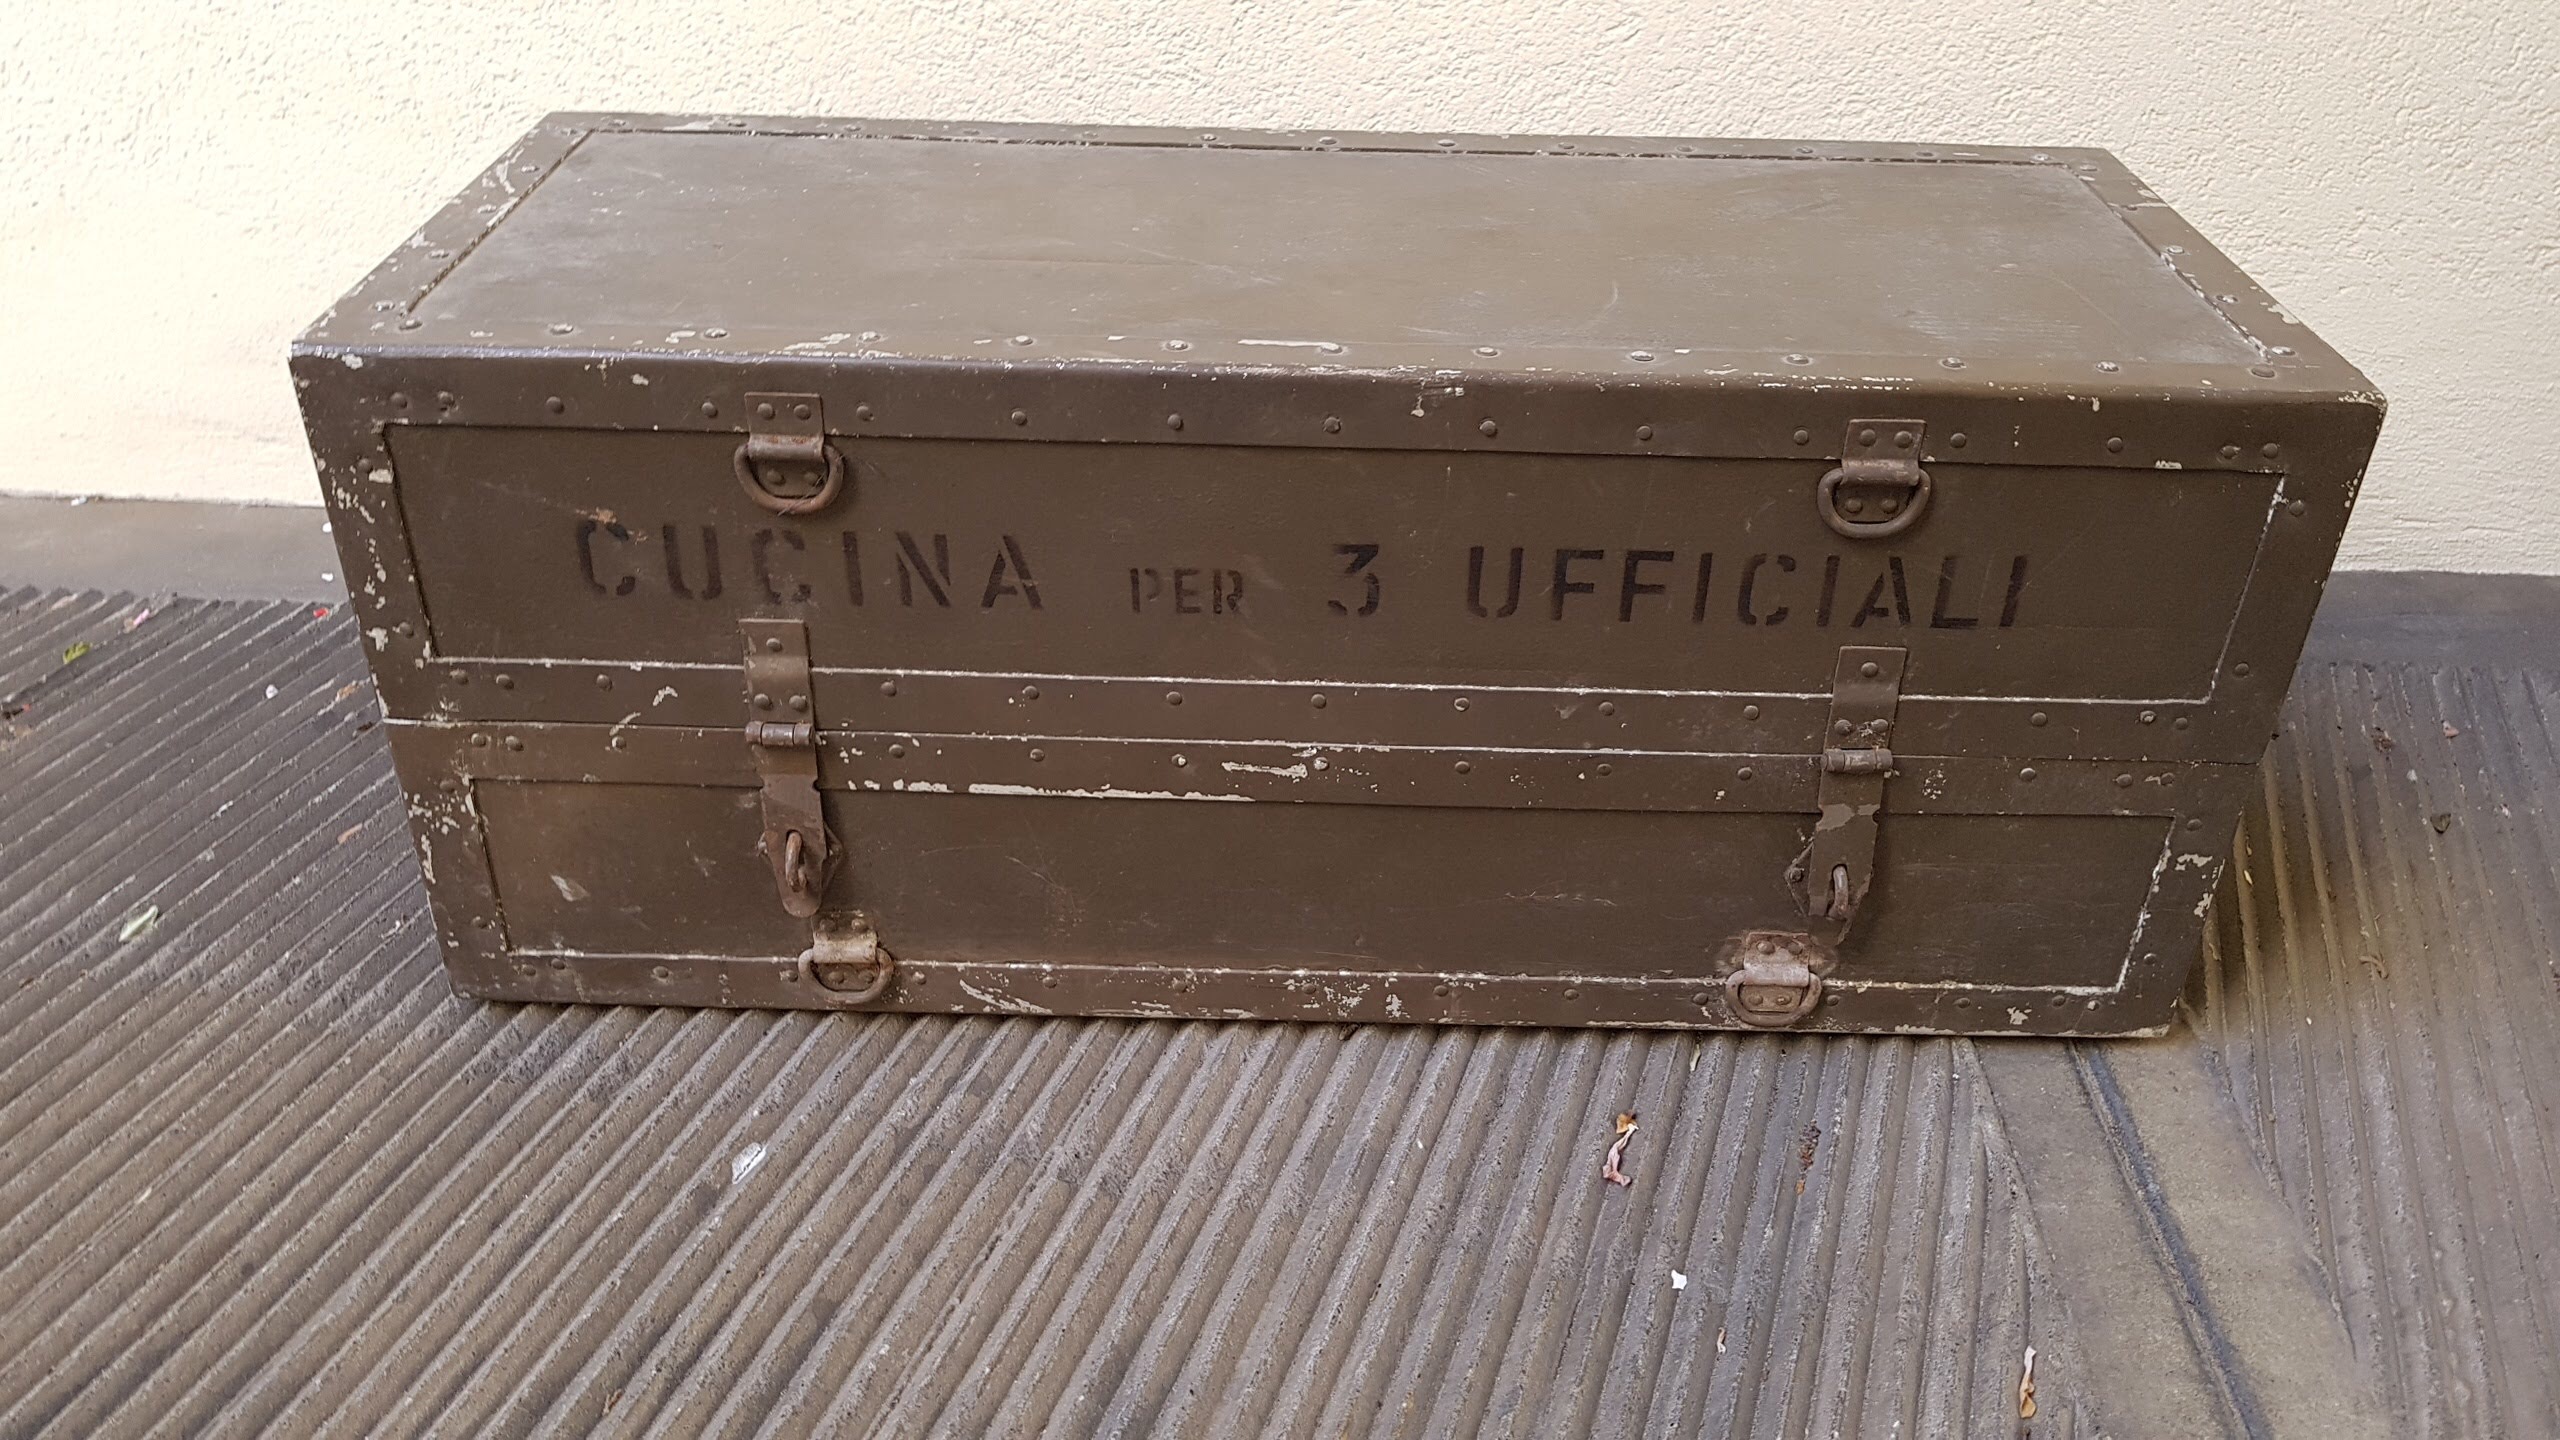 CUCINA PER 3 UFFICIALI